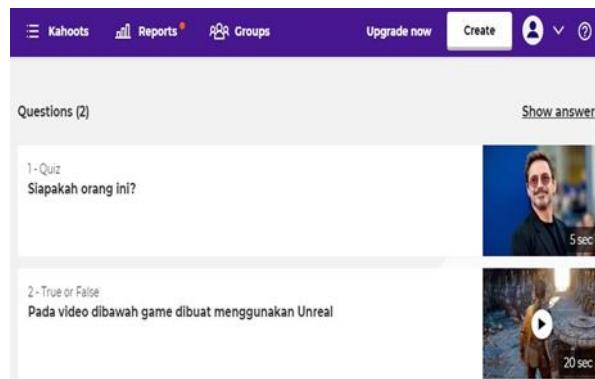 Kahoots Reports Groups Upgrade now Create
Questions (2) Show answer
1 - Quiz
Siapakah orang ini?
5 sec
2 - True or False
Pada video dibawah game dibuat menggunakan Unreal
20 sec